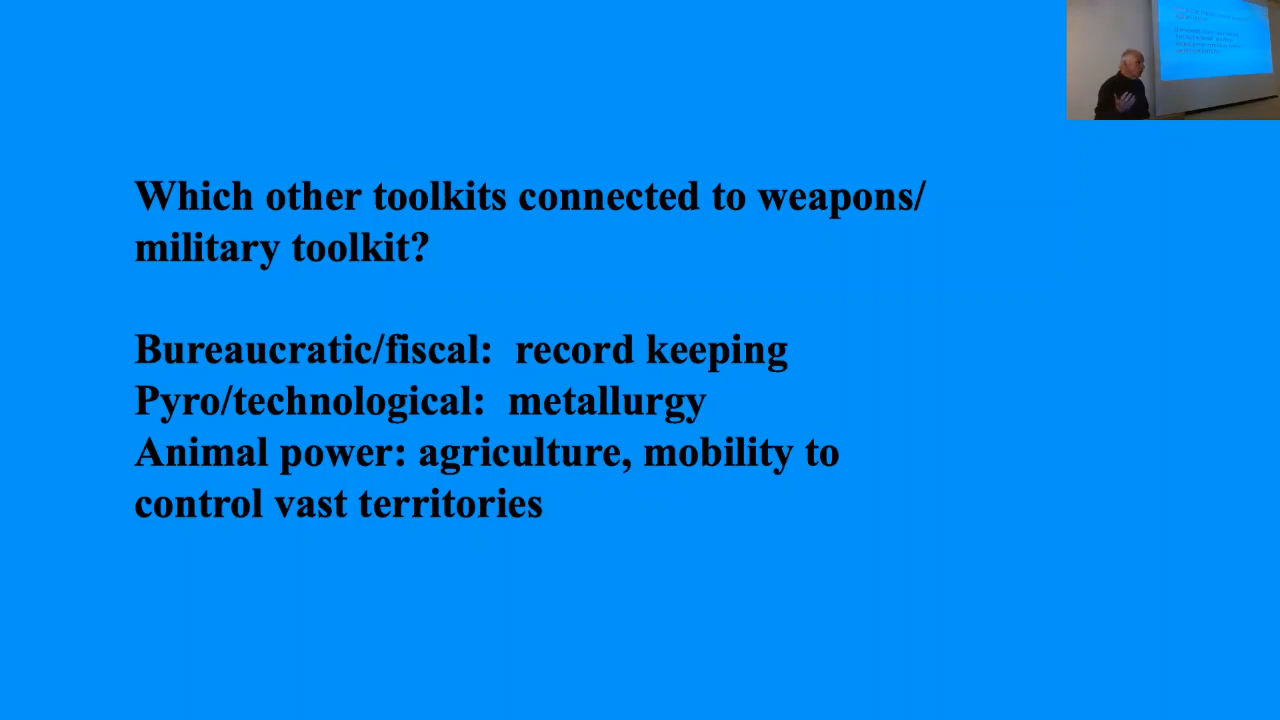 Which other toolkits connected to weapons/
military toolkit?
Bureaucratic/fiscal:  record keeping
Pyro/technological:  metallurgy
Animal power: agriculture, mobility to
control vast territories